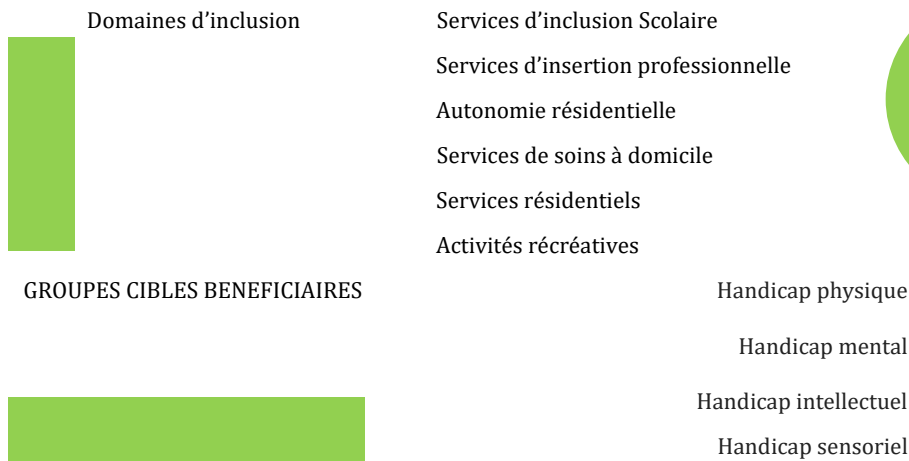 Domaines d’inclusion
Services d’inclusion Scolaire
Services d’insertion professionnelle
Autonomie résidentielle
Services de soins à domicile
Services résidentiels
Activités récréatives
GROUPES CIBLES BENEFICIAIRES
Handicap physique
Handicap mental
Handicap intellectuel
Handicap sensoriel